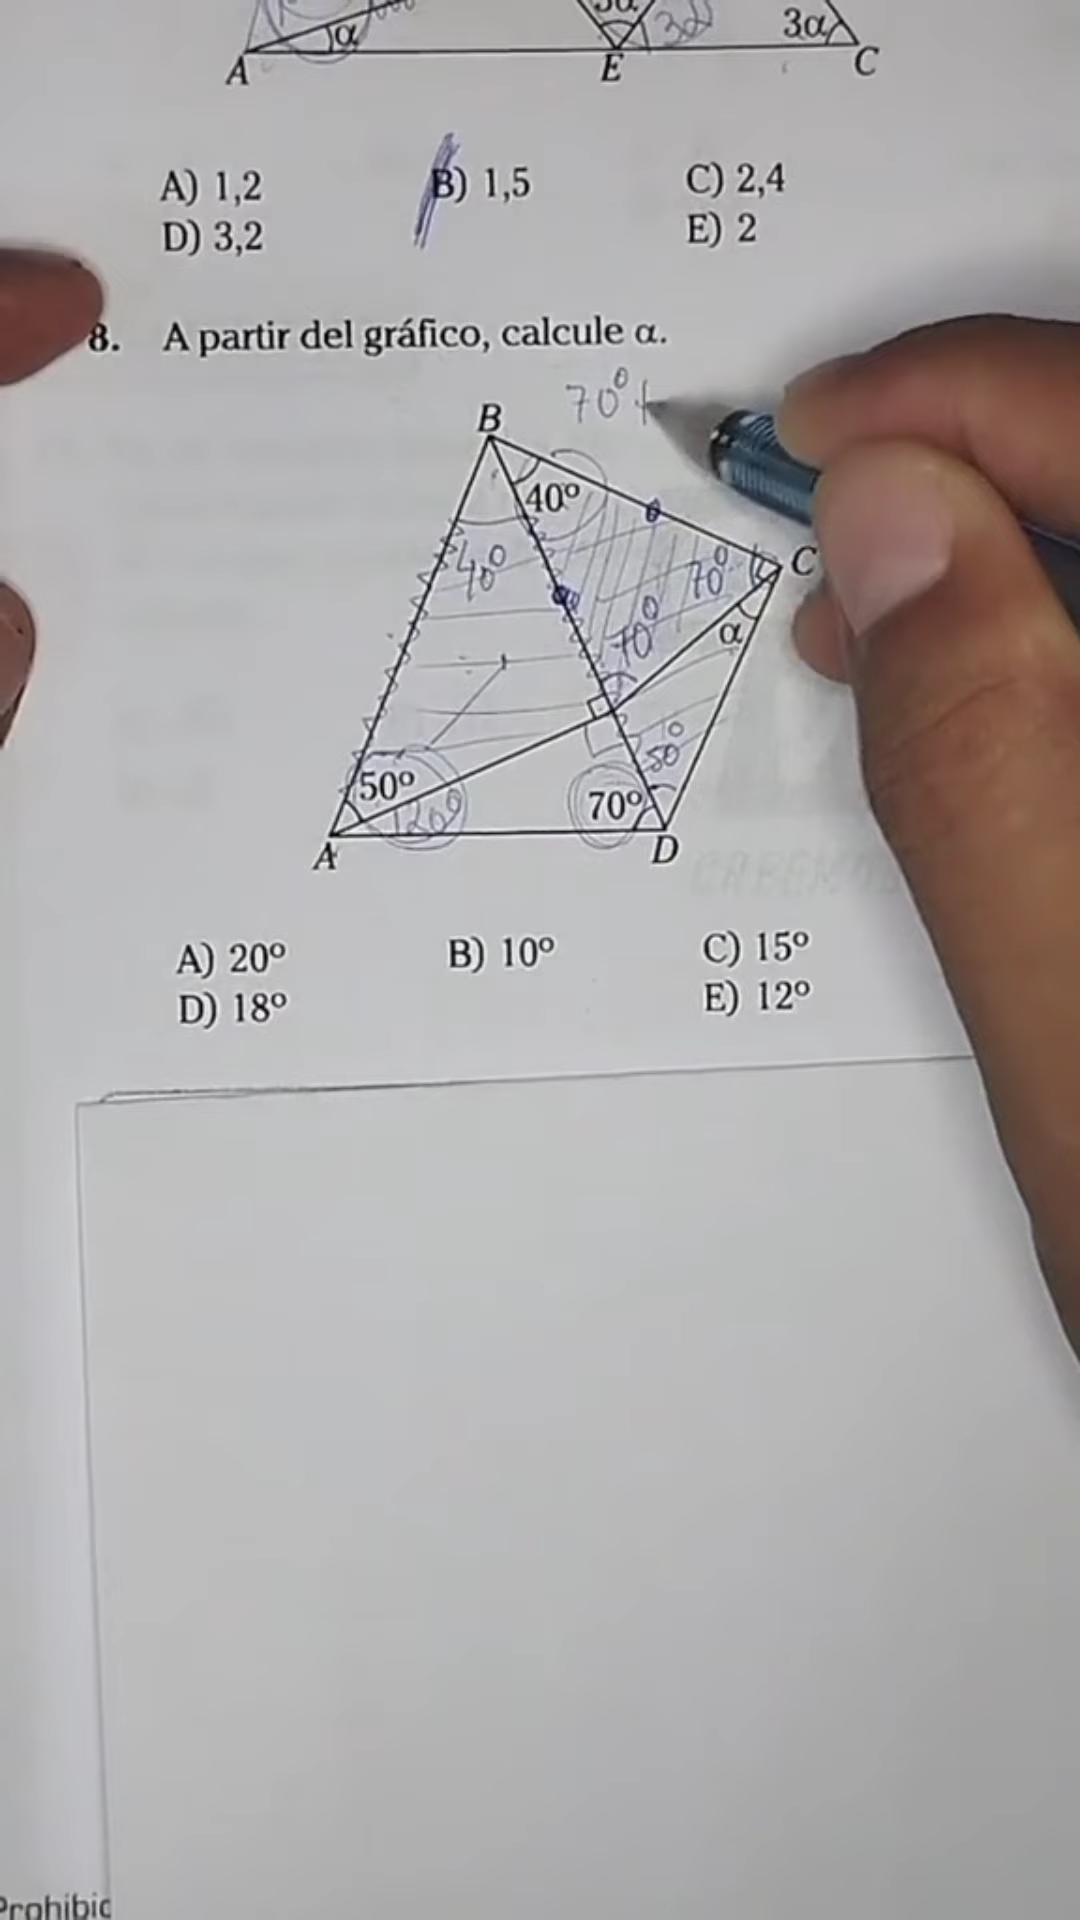 α 3α 3α
A E C
A) 1,2 B) 1,5 C) 2,4
D) 3,2 E) 2
8. A partir del gráfico, calcule α.
70° +
B
40°
40° 70° C
70° α
50°
50° 20° 70°
A D
A) 20° B) 10° C) 15°
D) 18° E) 12°